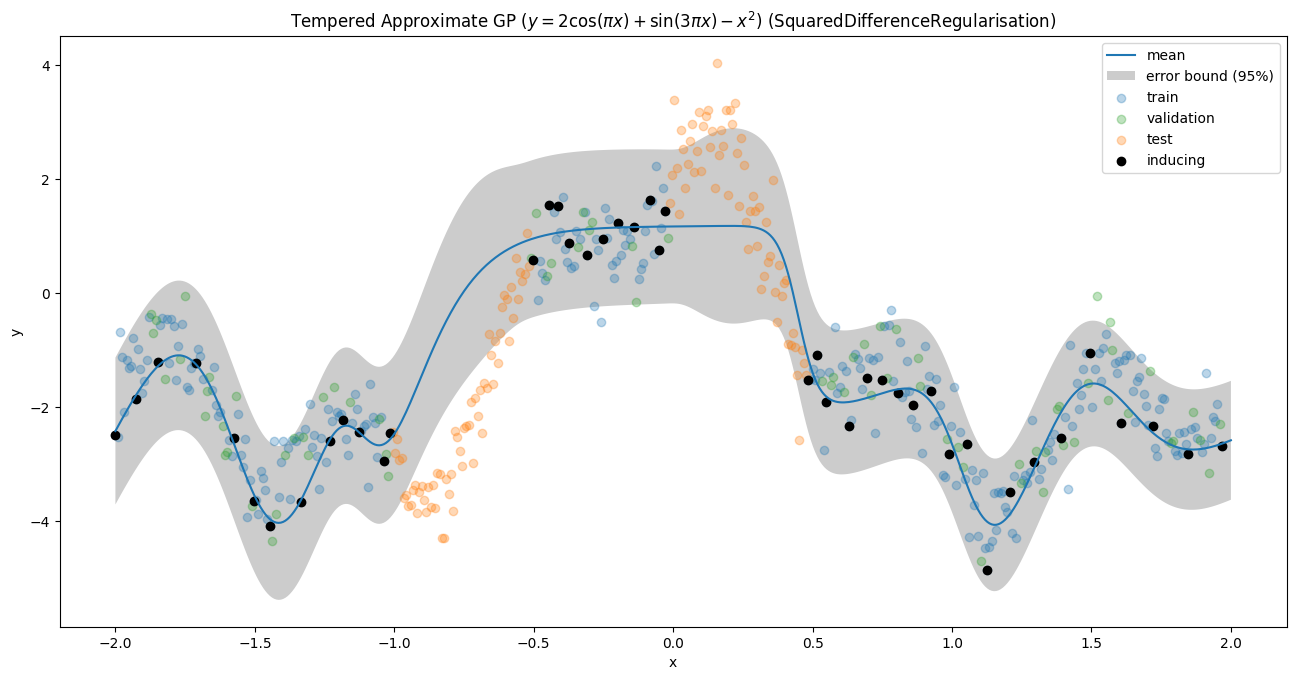 Tempered Approximate GP (y = 2cos(πx) + sin(3πx) − x²) (SquaredDifferenceRegularisation)
mean
error bound (95%)
train
validation
test
inducing
y
4
2
0
−2
−4
−2.0 −1.5 −1.0 −0.5 0.0 0.5 1.0 1.5 2.0
x